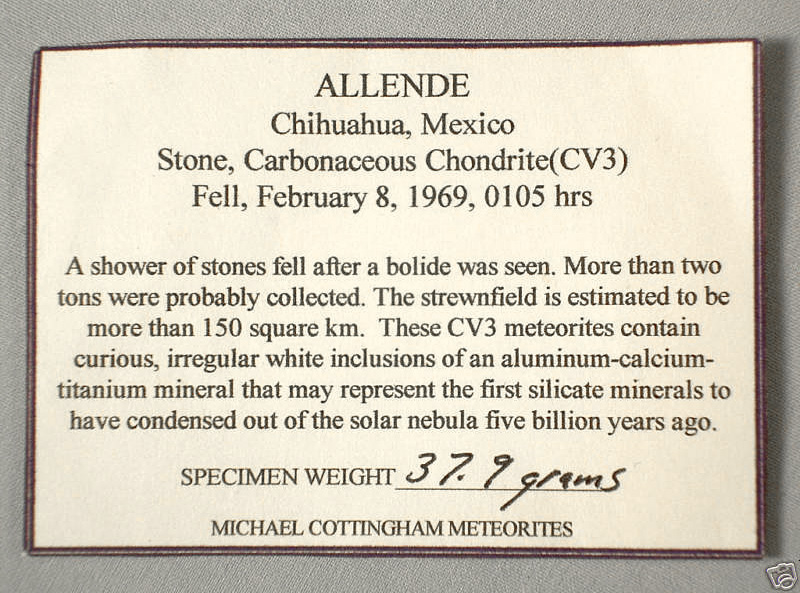 ALLENDE
Chihuahua, Mexico
Stone, Carbonaceous Chondrite(CV3)
Fell, February 8, 1969, 0105 hrs
A shower of stones fell after a bolide was seen. More than two
tons were probably collected. The strewnfield is estimated to be
more than 150 square km. These CV3 meteorites contain
curious, irregular white inclusions of an aluminum-calcium-
titanium mineral that may represent the first silicate minerals to
have condensed out of the solar nebula five billion years ago.
SPECIMEN WEIGHT 37.9 grams
MICHAEL COTTINGHAM METEORITES